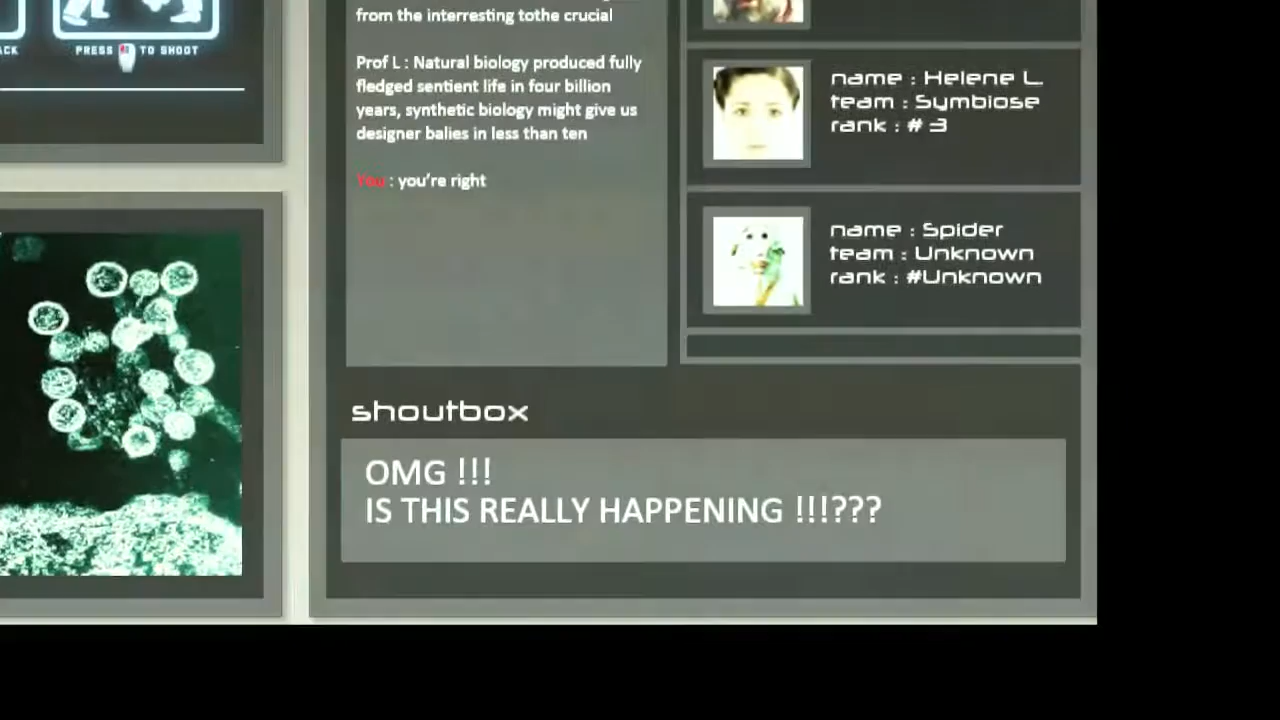 from the interresting tothe crucial
Prof L : Natural biology produced fully
fledged sentient life in four billion
years, synthetic biology might give us
designer balies in less than ten
You : you're right
ACK
PRESS TO SHOOT
name : Helene L.
team : Symbiose
rank : # 3
name : Spider
team : Unknown
rank : #Unknown
shoutbox
OMG !!!
IS THIS REALLY HAPPENING !!!???